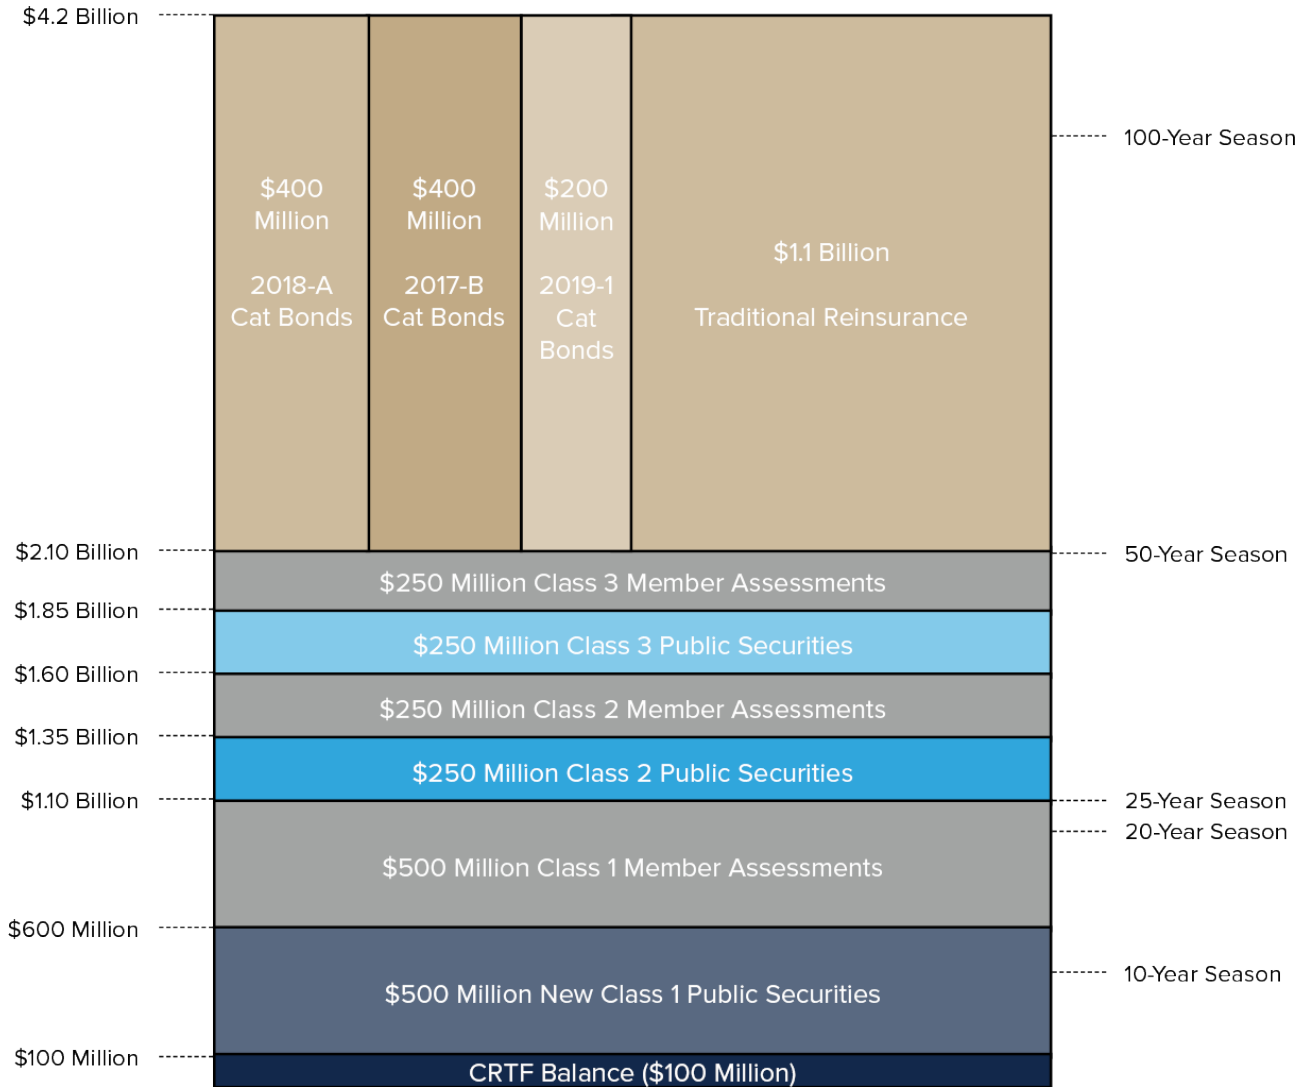 $4.2 Billion
100-Year Season
$400
Million
2018-A
Cat Bonds
$400
Million
2017-B
Cat Bonds
$200
Million
2019-1
Cat
Bonds
$1.1 Billion
Traditional Reinsurance
$2.10 Billion
50-Year Season
$250 Million Class 3 Member Assessments
$1.85 Billion
$250 Million Class 3 Public Securities
$1.60 Billion
$250 Million Class 2 Member Assessments
$1.35 Billion
$250 Million Class 2 Public Securities
$1.10 Billion
25-Year Season
20-Year Season
$500 Million Class 1 Member Assessments
$600 Million
10-Year Season
$500 Million New Class 1 Public Securities
$100 Million
CRTF Balance ($100 Million)